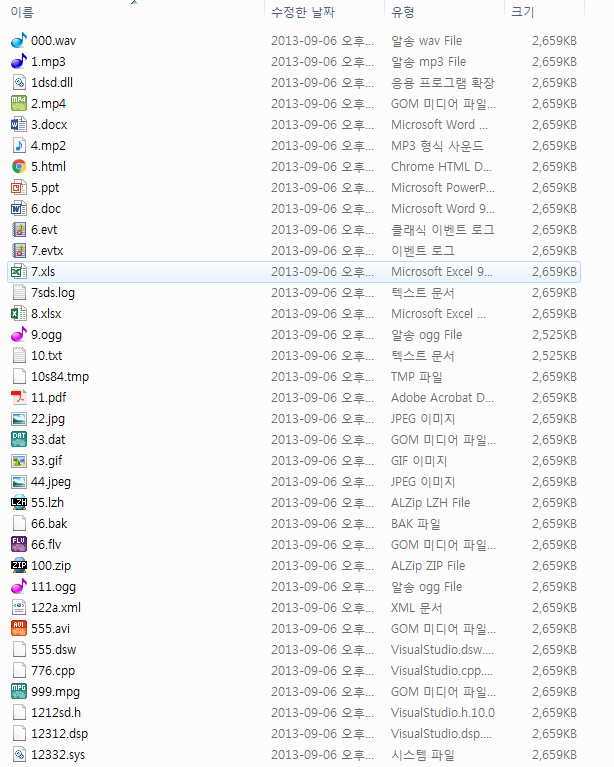 이름 수정한 날짜 유형 크기
000.wav 2013-09-06 오후... 알송 wav File 2,659KB
1.mp3 2013-09-06 오후... 알송 mp3 File 2,659KB
1dsd.dll 2013-09-06 오후... 응용 프로그램 확장 2,659KB
MP4 2.mp4 2013-09-06 오후... GOM 미디어 파일... 2,659KB
3.docx 2013-09-06 오후... Microsoft Word ... 2,659KB
4.mp2 2013-09-06 오후... MP3 형식 사운드 2,659KB
5.html 2013-09-06 오후... Chrome HTML D... 2,659KB
5.ppt 2013-09-06 오후... Microsoft PowerP... 2,659KB
6.doc 2013-09-06 오후... Microsoft Word 9... 2,659KB
6.evt 2013-09-06 오후... 클래식 이벤트 로그 2,659KB
7.evtx 2013-09-06 오후... 이벤트 로그 2,659KB
7.xls 2013-09-06 오후... Microsoft Excel 9... 2,659KB
7sds.log 2013-09-06 오후... 텍스트 문서 2,659KB
8.xlsx 2013-09-06 오후... Microsoft Excel ... 2,659KB
9.ogg 2013-09-06 오후... 알송 ogg File 2,525KB
10.txt 2013-09-06 오후... 텍스트 문서 2,525KB
10s84.tmp 2013-09-06 오후... TMP 파일 2,659KB
11.pdf 2013-09-06 오후... Adobe Acrobat D... 2,659KB
22.jpg 2013-09-06 오후... JPEG 이미지 2,659KB
DAT 33.dat 2013-09-06 오후... GOM 미디어 파일... 2,659KB
33.gif 2013-09-06 오후... GIF 이미지 2,659KB
44.jpeg 2013-09-06 오후... JPEG 이미지 2,659KB
LZH 55.lzh 2013-09-06 오후... ALZip LZH File 2,659KB
66.bak 2013-09-06 오후... BAK 파일 2,659KB
FLV 66.flv 2013-09-06 오후... GOM 미디어 파일... 2,659KB
ZIP 100.zip 2013-09-06 오후... ALZip ZIP File 2,659KB
111.ogg 2013-09-06 오후... 알송 ogg File 2,659KB
122a.xml 2013-09-06 오후... XML 문서 2,659KB
AVI 555.avi 2013-09-06 오후... GOM 미디어 파일... 2,659KB
555.dsw 2013-09-06 오후... VisualStudio.dsw.... 2,659KB
776.cpp 2013-09-06 오후... VisualStudio.cpp.... 2,659KB
MPG 999.mpg 2013-09-06 오후... GOM 미디어 파일... 2,659KB
1212sd.h 2013-09-06 오후... VisualStudio.h.10.0 2,659KB
12312.dsp 2013-09-06 오후... VisualStudio.dsp.... 2,659KB
12332.sys 2013-09-06 오후... 시스템 파일 2,659KB